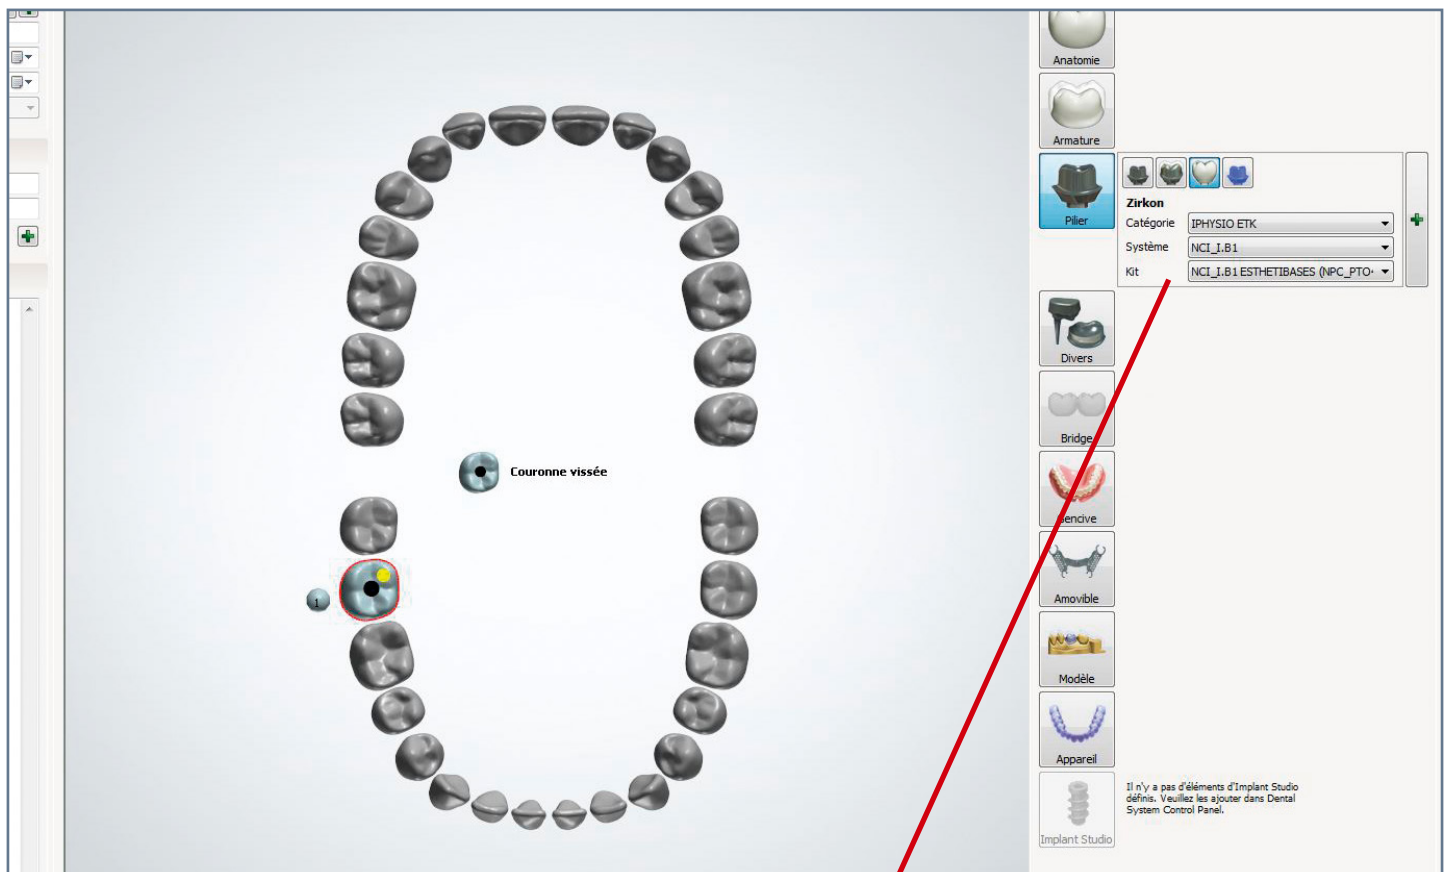 Anatomie
Armature
Pilier
Zirkon
Catégorie IPHYSIO ETK
Système NCI_I.B1
Kit NCI_I.B1 ESTHETIBASES (NPC_PTO-
Divers
Bridge
Couronne vissée
Gencive
1
Amovible
Modèle
Appareil
Il n'y a pas d'éléments d'Implant Studio
définis. Veuillez les ajouter dans Dental
System Control Panel.
Implant Studio